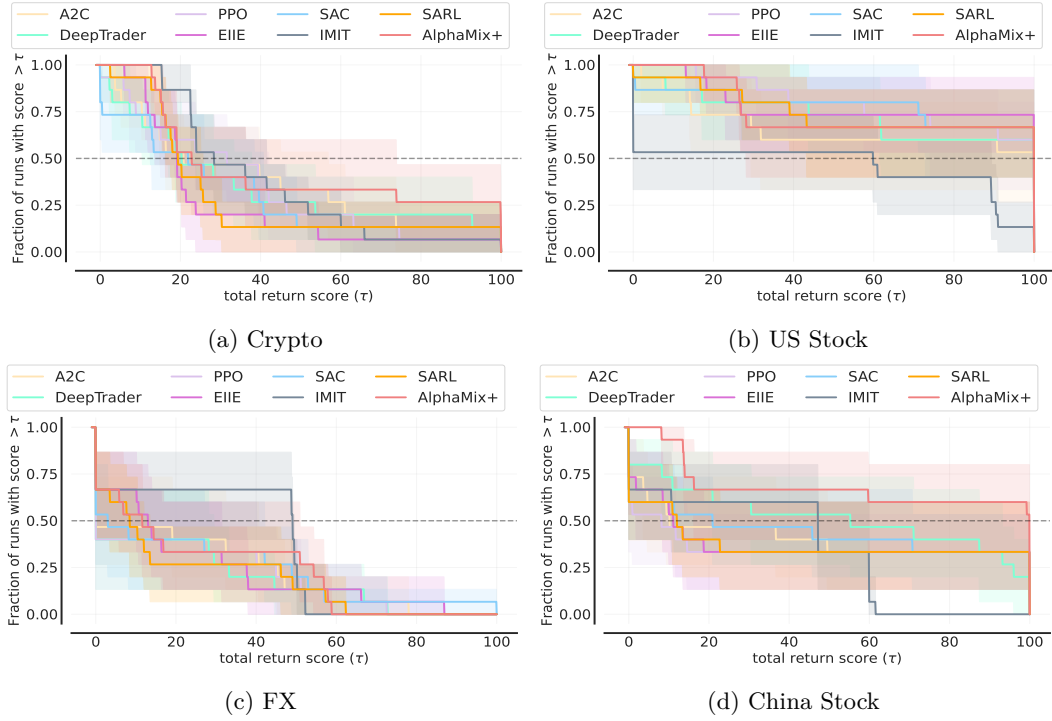 A2C PPO SAC SARL
DeepTrader EIIE IMIT AlphaMix+
Fraction of runs with score > τ
1.00
0.75
0.50
0.25
0.00
0 20 40 60 80 100
total return score (τ)
(a) Crypto
A2C PPO SAC SARL
DeepTrader EIIE IMIT AlphaMix+
Fraction of runs with score > τ
1.00
0.75
0.50
0.25
0.00
0 20 40 60 80 100
total return score (τ)
(b) US Stock
A2C PPO SAC SARL
DeepTrader EIIE IMIT AlphaMix+
Fraction of runs with score > τ
1.00
0.75
0.50
0.25
0.00
0 20 40 60 80 100
total return score (τ)
(c) FX
A2C PPO SAC SARL
DeepTrader EIIE IMIT AlphaMix+
Fraction of runs with score > τ
1.00
0.75
0.50
0.25
0.00
0 20 40 60 80 100
total return score (τ)
(d) China Stock